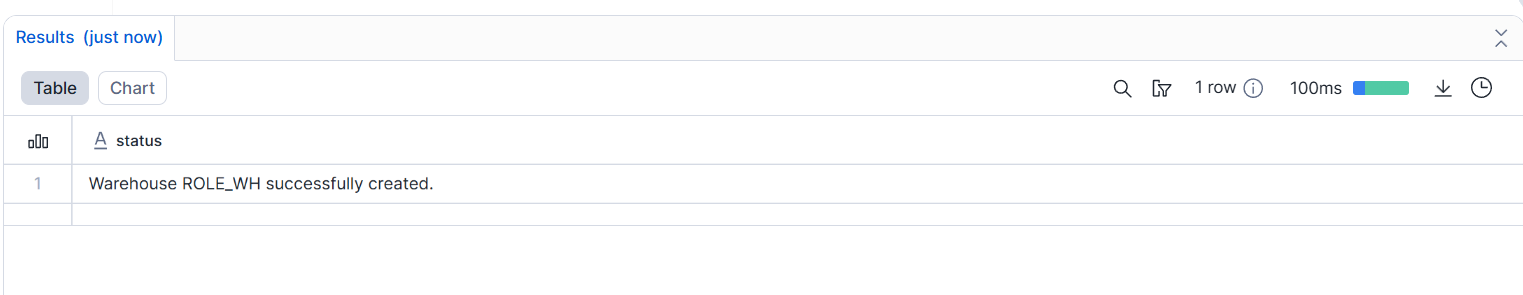 Results (just now)
Table Chart 1 row 100ms
A status
1 Warehouse ROLE_WH successfully created.